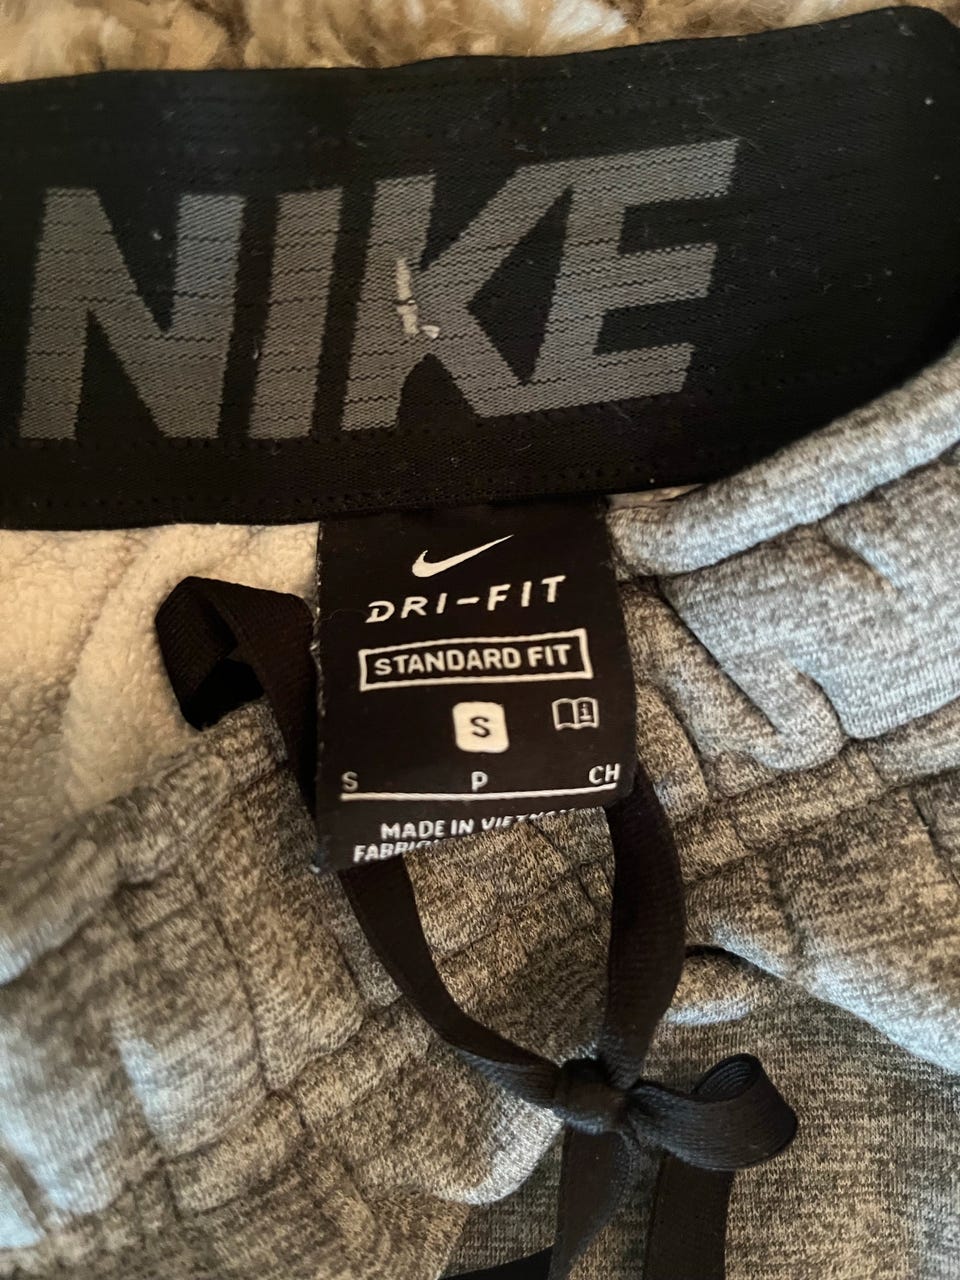 NIKE
DRI-FIT
STANDARD FIT
S
S P CH
MADE IN